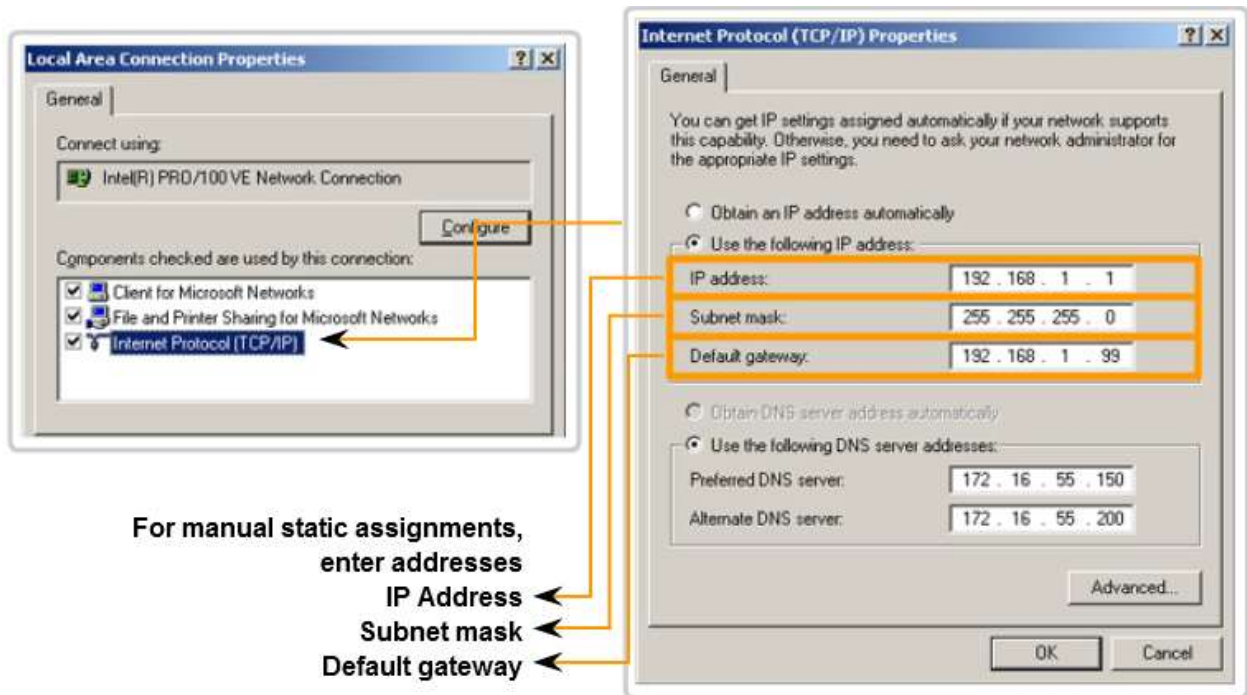 Local Area Connection Properties
General
Connect using:
Intel(R) PRO/100 VE Network Connection
Configure
Components checked are used by this connection:
Client for Microsoft Networks
File and Printer Sharing for Microsoft Networks
Internet Protocol (TCP/IP)
For manual static assignments,
enter addresses
IP Address
Subnet mask
Default gateway
Internet Protocol (TCP/IP) Properties
General
You can get IP settings assigned automatically if your network supports
this capability. Otherwise, you need to ask your network administrator for
the appropriate IP settings.
Obtain an IP address automatically
Use the following IP address:
IP address: 192 . 168 . 1 . 1
Subnet mask: 255 . 255 . 255 . 0
Default gateway: 192 . 168 . 1 . 99
Obtain DNS server address automatically
Use the following DNS server addresses:
Preferred DNS server: 172 . 16 . 55 . 150
Alternate DNS server: 172 . 16 . 55 . 200
Advanced...
OK Cancel